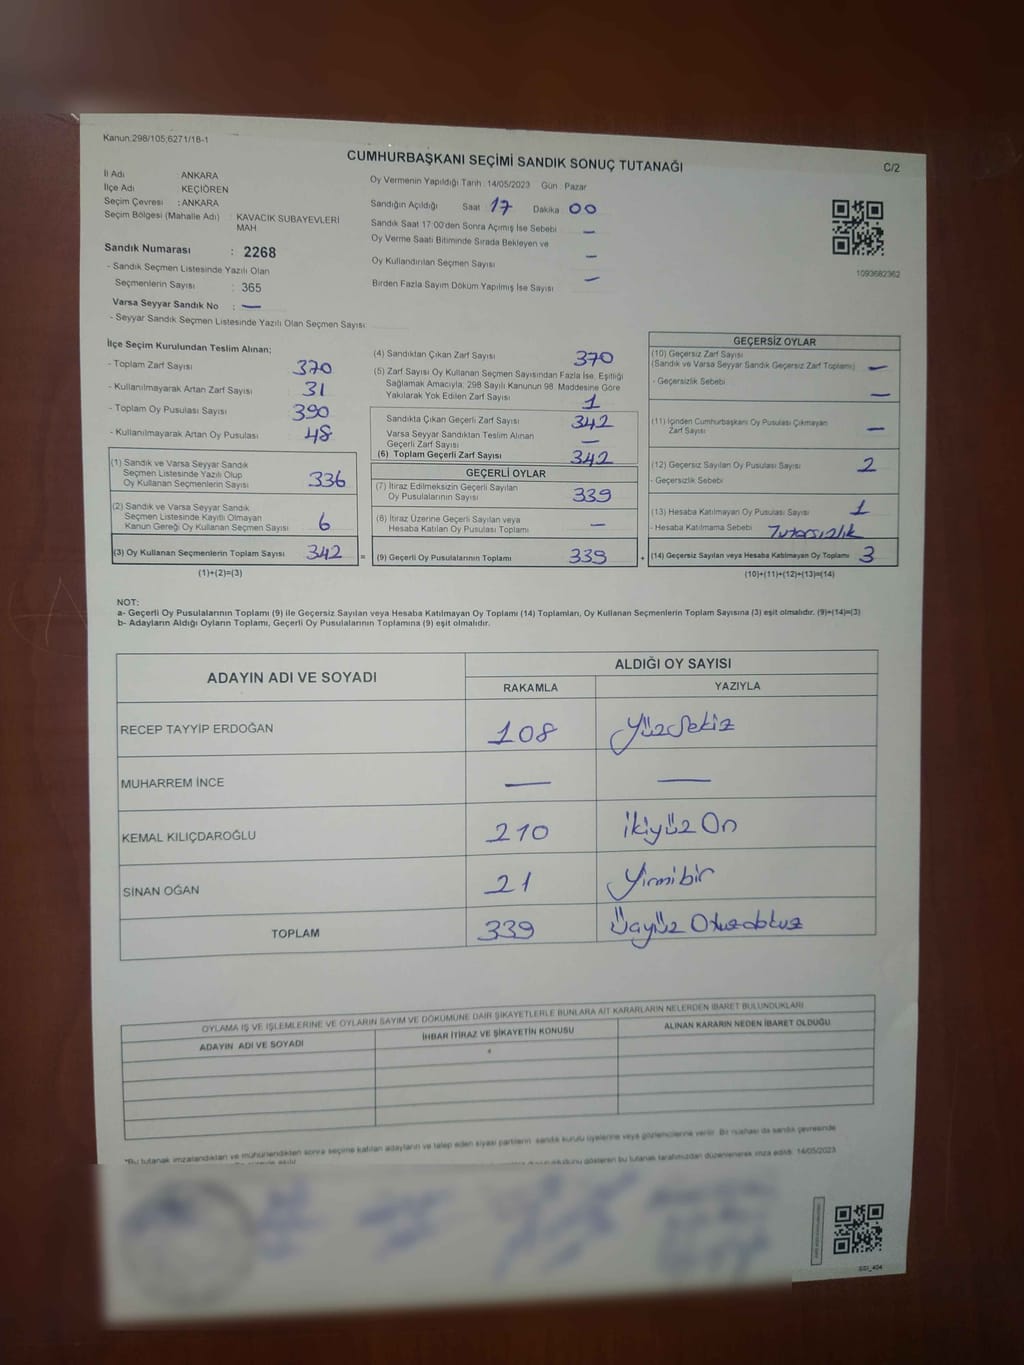 Kanun:298/105;6271/18-1
CUMHURBAŞKANI SEÇİMİ SANDIK SONUÇ TUTANAĞI
C/2
İl Adı ANKARA
İlçe Adı KEÇİÖREN
Seçim Çevresi : ANKARA
Seçim Bölgesi (Mahalle Adı) : KAVACIK SUBAYEVLERİ
MAH
Sandık Numarası : 2268
- Sandık Seçmen Listesinde Yazılı Olan
Seçmenlerin Sayısı : 365
Varsa Seyyar Sandık No : —
- Seyyar Sandık Seçmen Listesinde Yazılı Olan Seçmen Sayısı
Oy Vermenin Yapıldığı Tarih : 14/05/2023 Gün : Pazar
Sandığın Açıldığı Saat 17 Dakika 00
Sandık Saat 17:00'den Sonra Açımış İse Sebebi —
Oy Verme Saati Bitiminde Sırada Bekleyen ve
Oy Kullandırılan Seçmen Sayısı —
Birden Fazla Sayım Döküm Yapılmış İse Sayısı —
1093682362
İlçe Seçim Kurulundan Teslim Alınan;
- Toplam Zarf Sayısı 370
- Kullanılmayarak Artan Zarf Sayısı 31
- Toplam Oy Pusulası Sayısı 390
- Kullanılmayarak Artan Oy Pusulası 48
(1) Sandık ve Varsa Seyyar Sandık
Seçmen Listesinde Yazılı Olup
Oy Kullanan Seçmenlerin Sayısı 336
(2) Sandık ve Varsa Seyyar Sandık
Seçmen Listesinde Kayıtlı Olmayan
Kanun Gereği Oy Kullanan Seçmen Sayısı 6
(3) Oy Kullanan Seçmenlerin Toplam Sayısı 342
(1)+(2)=(3)
=
(4) Sandıktan Çıkan Zarf Sayısı 370
(5) Zarf Sayısı Oy Kullanan Seçmen Sayısından Fazla İse, Eşitliği
Sağlamak Amacıyla, 298 Sayılı Kanunun 98. Maddesine Göre
Yakılarak Yok Edilen Zarf Sayısı 1
Sandıkta Çıkan Geçerli Zarf Sayısı 342
Varsa Seyyar Sandıktan Teslim Alınan
Geçerli Zarf Sayısı —
(6) Toplam Geçerli Zarf Sayısı 342
GEÇERLİ OYLAR
(7) İtiraz Edilmeksizin Geçerli Sayılan
Oy Pusulalarının Sayısı 339
(8) İtiraz Üzerine Geçerli Sayılan veya
Hesaba Katılan Oy Pusulası Toplamı —
(9) Geçerli Oy Pusulalarının Toplamı 339
+
GEÇERSİZ OYLAR
(10) Geçersiz Zarf Sayısı
(Sandık ve Varsa Seyyar Sandık Geçersiz Zarf Toplamı) —
- Geçersizlik Sebebi —
(11) İçinden Cumhurbaşkanı Oy Pusulası Çıkmayan
Zarf Sayısı —
(12) Geçersiz Sayılan Oy Pusulası Sayısı 2
- Geçersizlik Sebebi
(13) Hesaba Katılmayan Oy Pusulası Sayısı 1
- Hesaba Katılmama Sebebi Tutarsızlık
(14) Geçersiz Sayılan veya Hesaba Katılmayan Oy Toplamı 3
(10)+(11)+(12)+(13)=(14)
NOT:
a- Geçerli Oy Pusulalarının Toplamı (9) ile Geçersiz Sayılan veya Hesaba Katılmayan Oy Toplamı (14) Toplamları, Oy Kullanan Seçmenlerin Toplam Sayısına (3) eşit olmalıdır. (9)+(14)=(3)
b- Adayların Aldığı Oyların Toplamı, Geçerli Oy Pusulalarının Toplamına (9) eşit olmalıdır.
ADAYIN ADI VE SOYADI
ALDIĞI OY SAYISI
RAKAMLA YAZIYLA
RECEP TAYYİP ERDOĞAN 108 Yüzsekiz
MUHARREM İNCE — —
KEMAL KILIÇDAROĞLU 210 ikiyüz On
SİNAN OĞAN 21 Yirmibir
TOPLAM 339 Üçyüz Otuzdokuz
OYLAMA İŞ VE İŞLEMLERİNE VE OYLARIN SAYIM VE DÖKÜMÜNE DAİR ŞİKAYETLERLE BUNLARA AİT KARARLARIN NELERDEN İBARET BULUNDUKLARI
ADAYIN ADI VE SOYADI İHBAR İTİRAZ VE ŞİKAYETİN KONUSU ALINAN KARARIN NEDEN İBARET OLDUĞU
*Bu tutanak imzalandıktan ve mühürlendikten sonra seçime katılan adayların ve talep eden siyasi partilerin sandık kurulu üyelerine veya gözlemcilerine verilir. Bir nüshası da sandık çevresinde
gösteren bu tutanak tarafımızdan düzenlenerek imza edildi. 14/05/2023